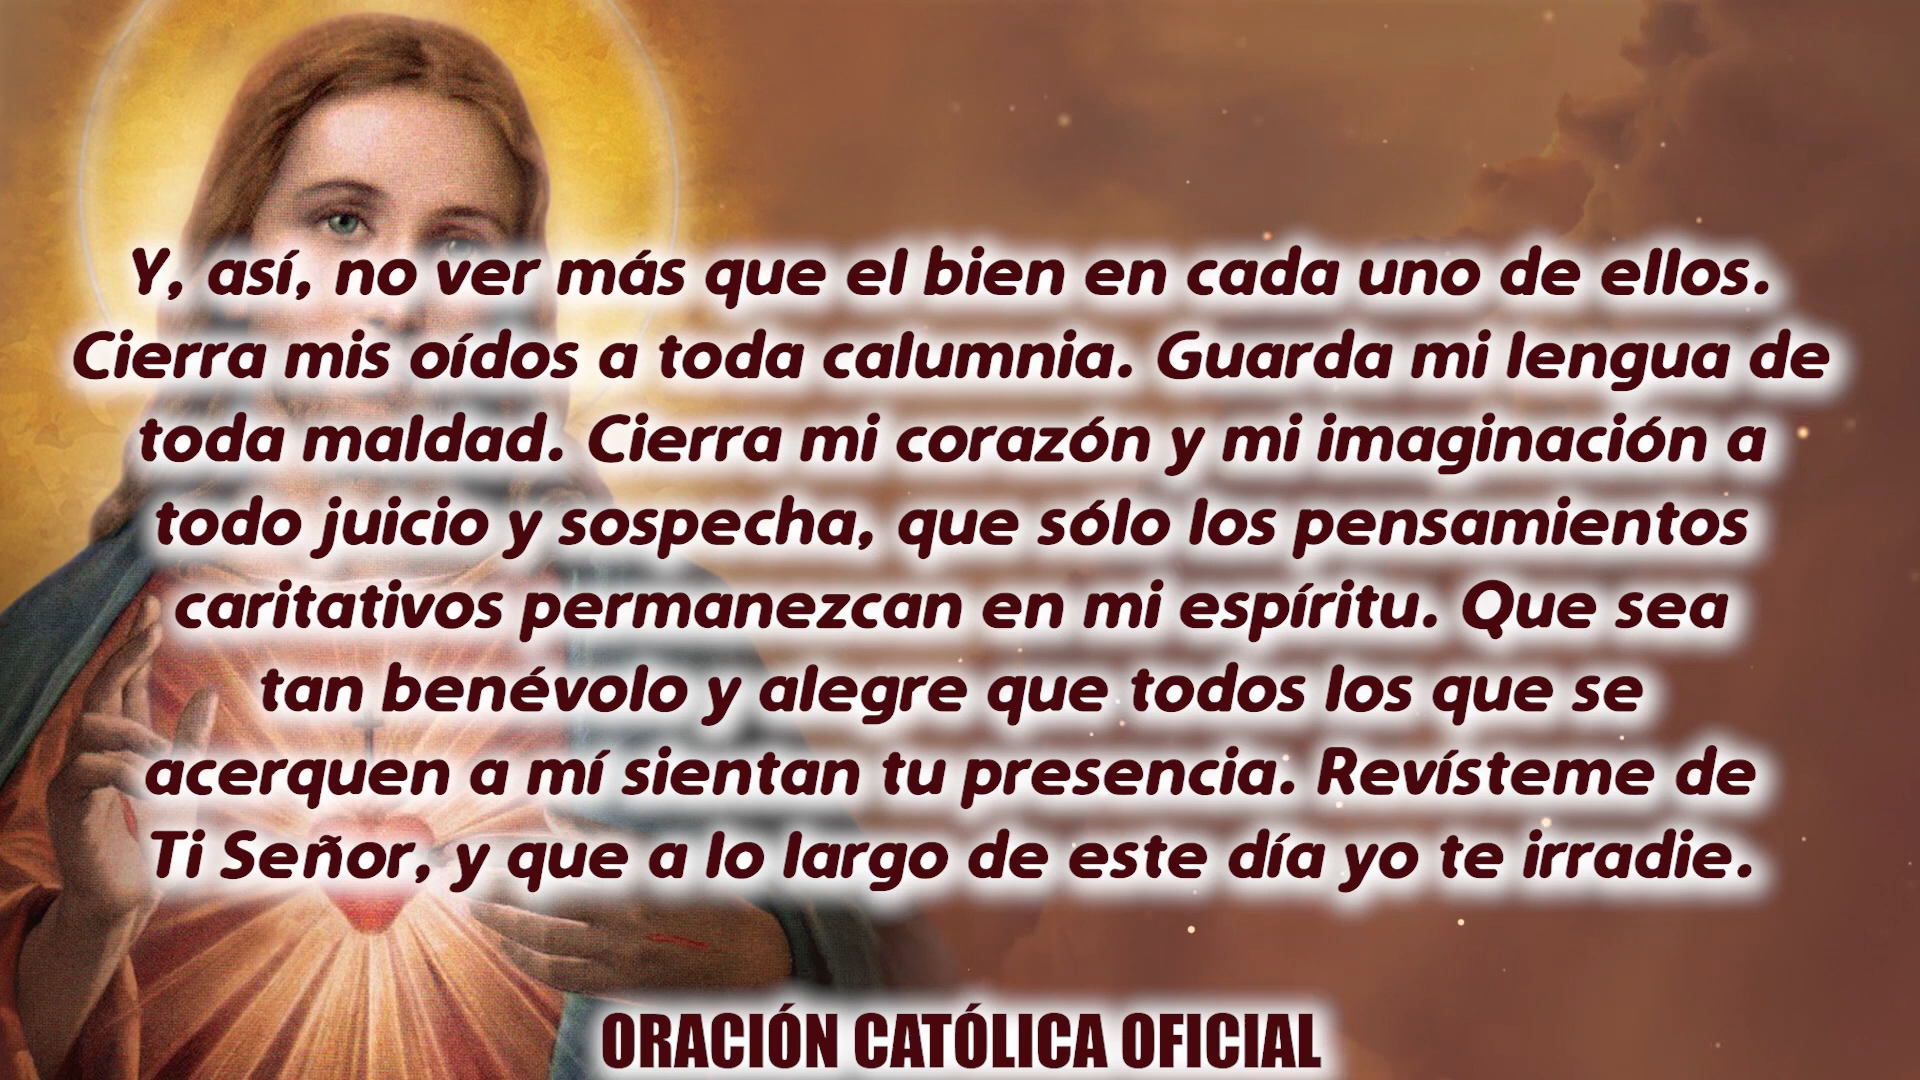 Y, así, no ver más que el bien en cada uno de ellos.
Cierra mis oídos a toda calumnia. Guarda mi lengua de
toda maldad. Cierra mi corazón y mi imaginación a
todo juicio y sospecha, que sólo los pensamientos
caritativos permanezcan en mi espíritu. Que sea
tan benévolo y alegre que todos los que se
acerquen a mí sientan tu presencia. Revísteme de
Ti Señor, y que a lo largo de este día yo te irradie.
ORACIÓN CATÓLICA OFICIAL